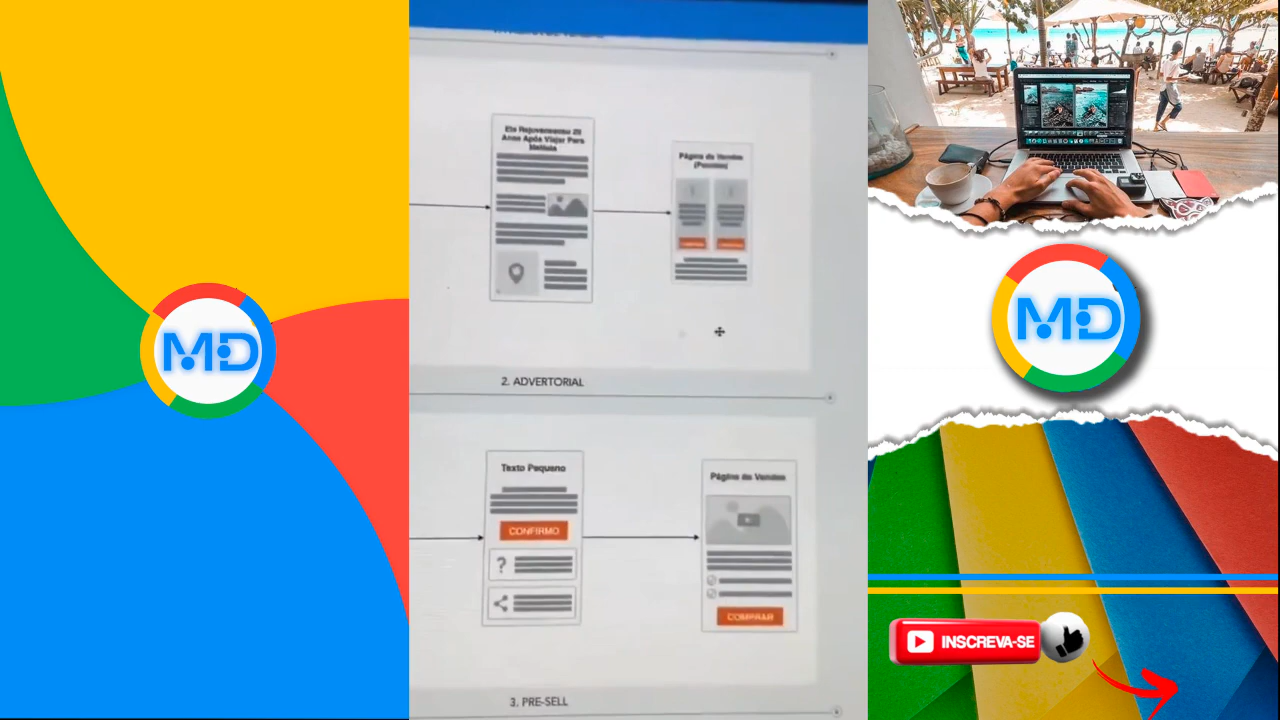 MD
Ele Rejuvenesceu 20
Anos Após Viajar Para
Página de Vendas
(Pacotes)
2. ADVERTORIAL
Texto Pequeno
CONFIRMO
?
Página de Vendas
COMPRAR
3. PRE-SELL
MD
INSCREVA-SE